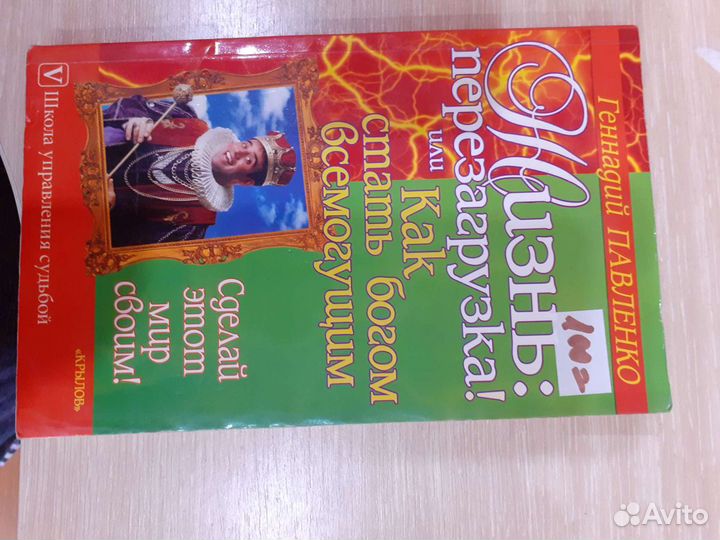 Геннадий ПАВЛЕНКО
Жизнь:
перезагрузка!
или
Как
стать богом
всемогущим
Сделай
этот
мир
своим!
V Школа управления судьбой
«КРЫЛОВ»
100=
Avito